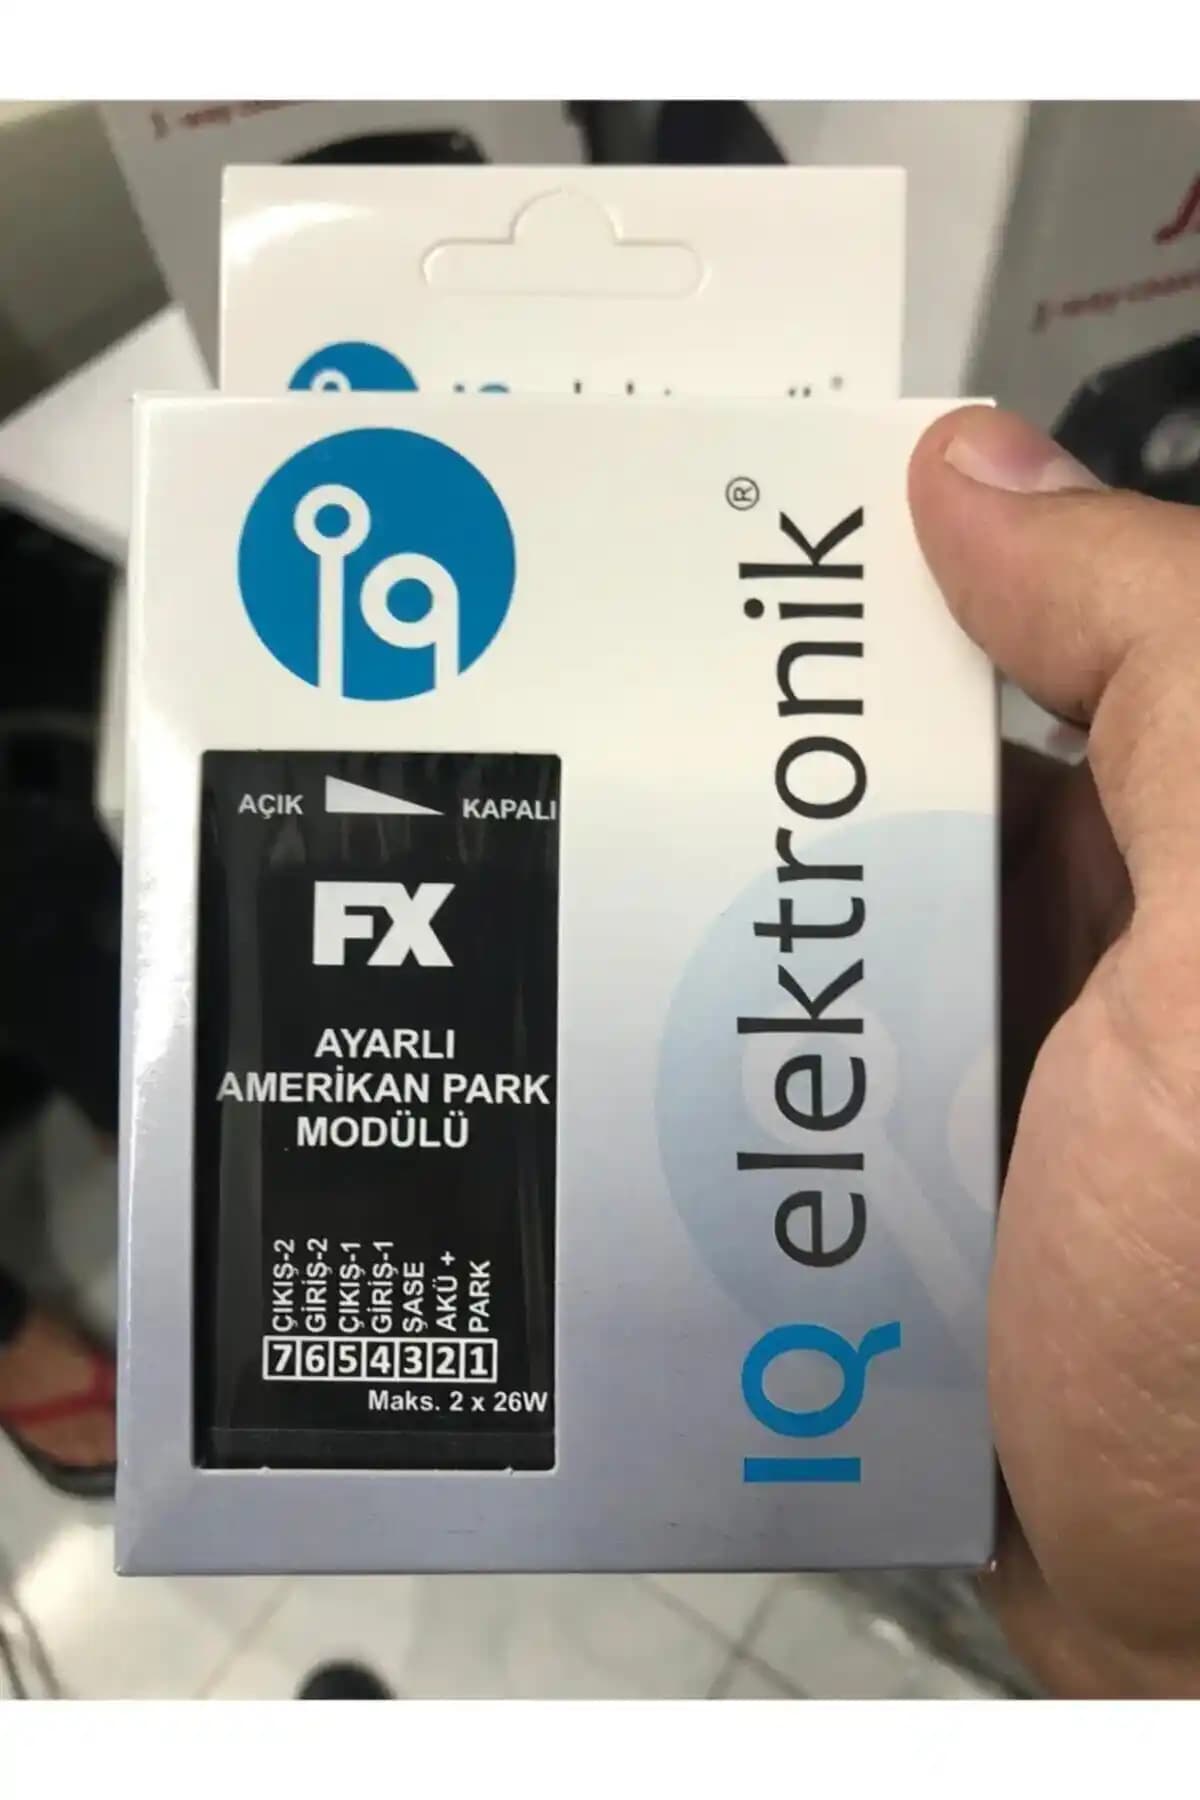 iq
IQ elektronik®
AÇIK KAPALI
FX
AYARLI
AMERİKAN PARK
MODÜLÜ
ÇIKIŞ-2
GİRİŞ-2
ÇIKIŞ-1
GİRİŞ-1
ŞASE
AKÜ +
PARK
7 6 5 4 3 2 1
Maks. 2 x 26W